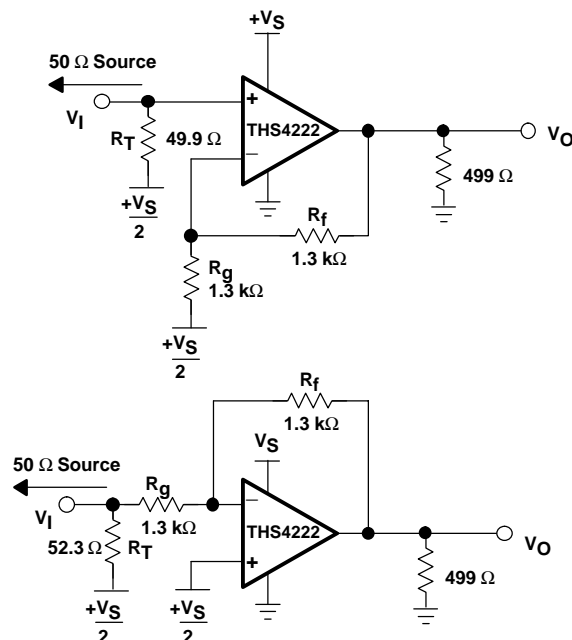 +VS
50 Ω Source
VI
+
THS4222
VO
RT
49.9 Ω
−
499 Ω
+VS
2
Rf
1.3 kΩ
Rg
1.3 kΩ
+VS
2
Rf
1.3 kΩ
VS
50 Ω Source
Rg
VI
1.3 kΩ
−
THS4222
VO
52.3 Ω
RT
+
499 Ω
+VS
2
+VS
2